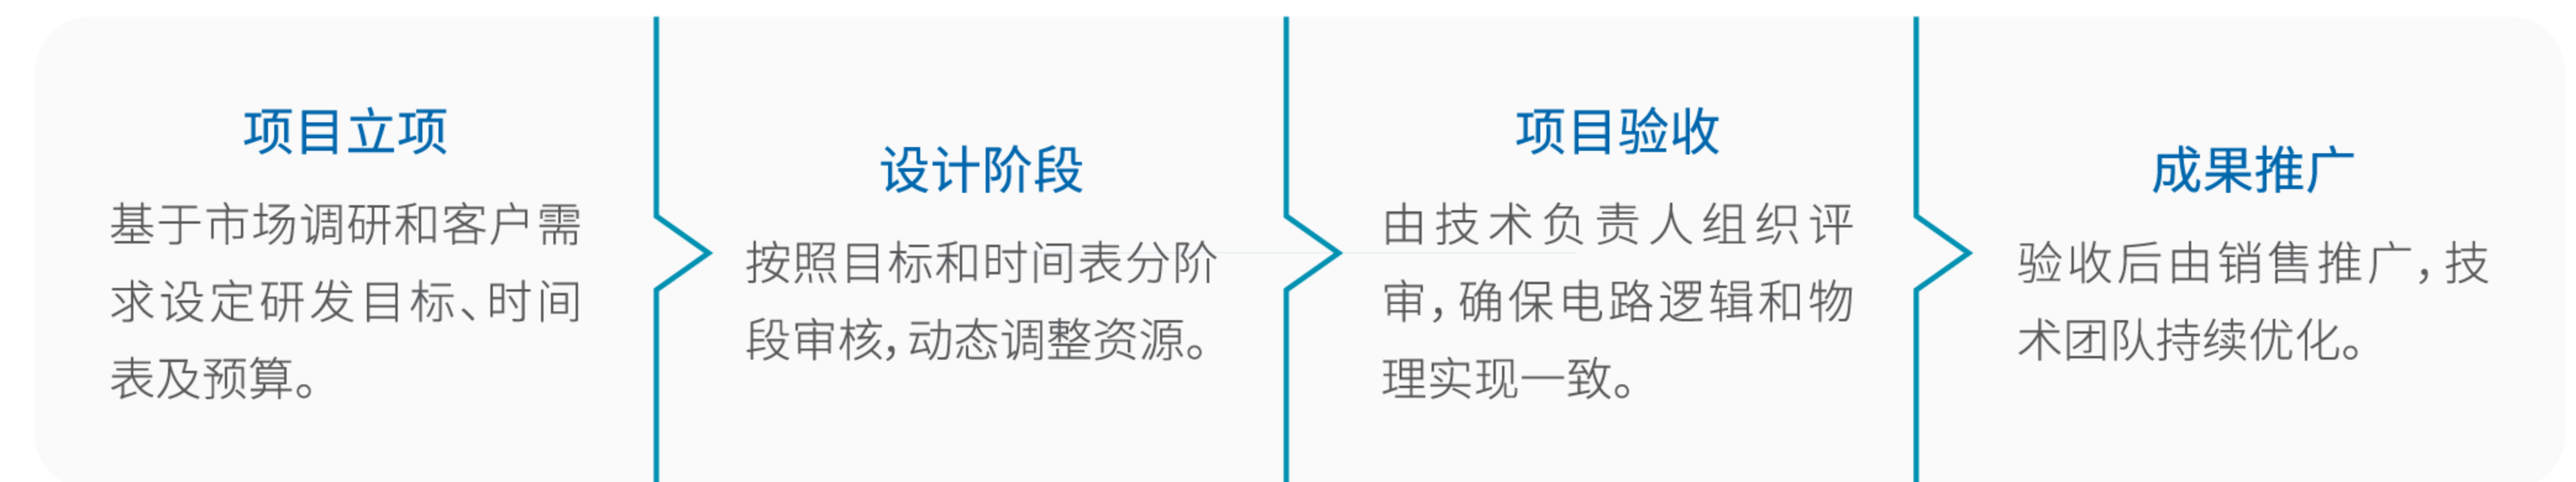 项目立项
基于市场调研和客户需
求设定研发目标、时间
表及预算。
设计阶段
按照目标和时间表分阶
段审核，动态调整资源。
项目验收
由技术负责人组织评
审，确保电路逻辑和物
理实现一致。
成果推广
验收后由销售推广，技
术团队持续优化。